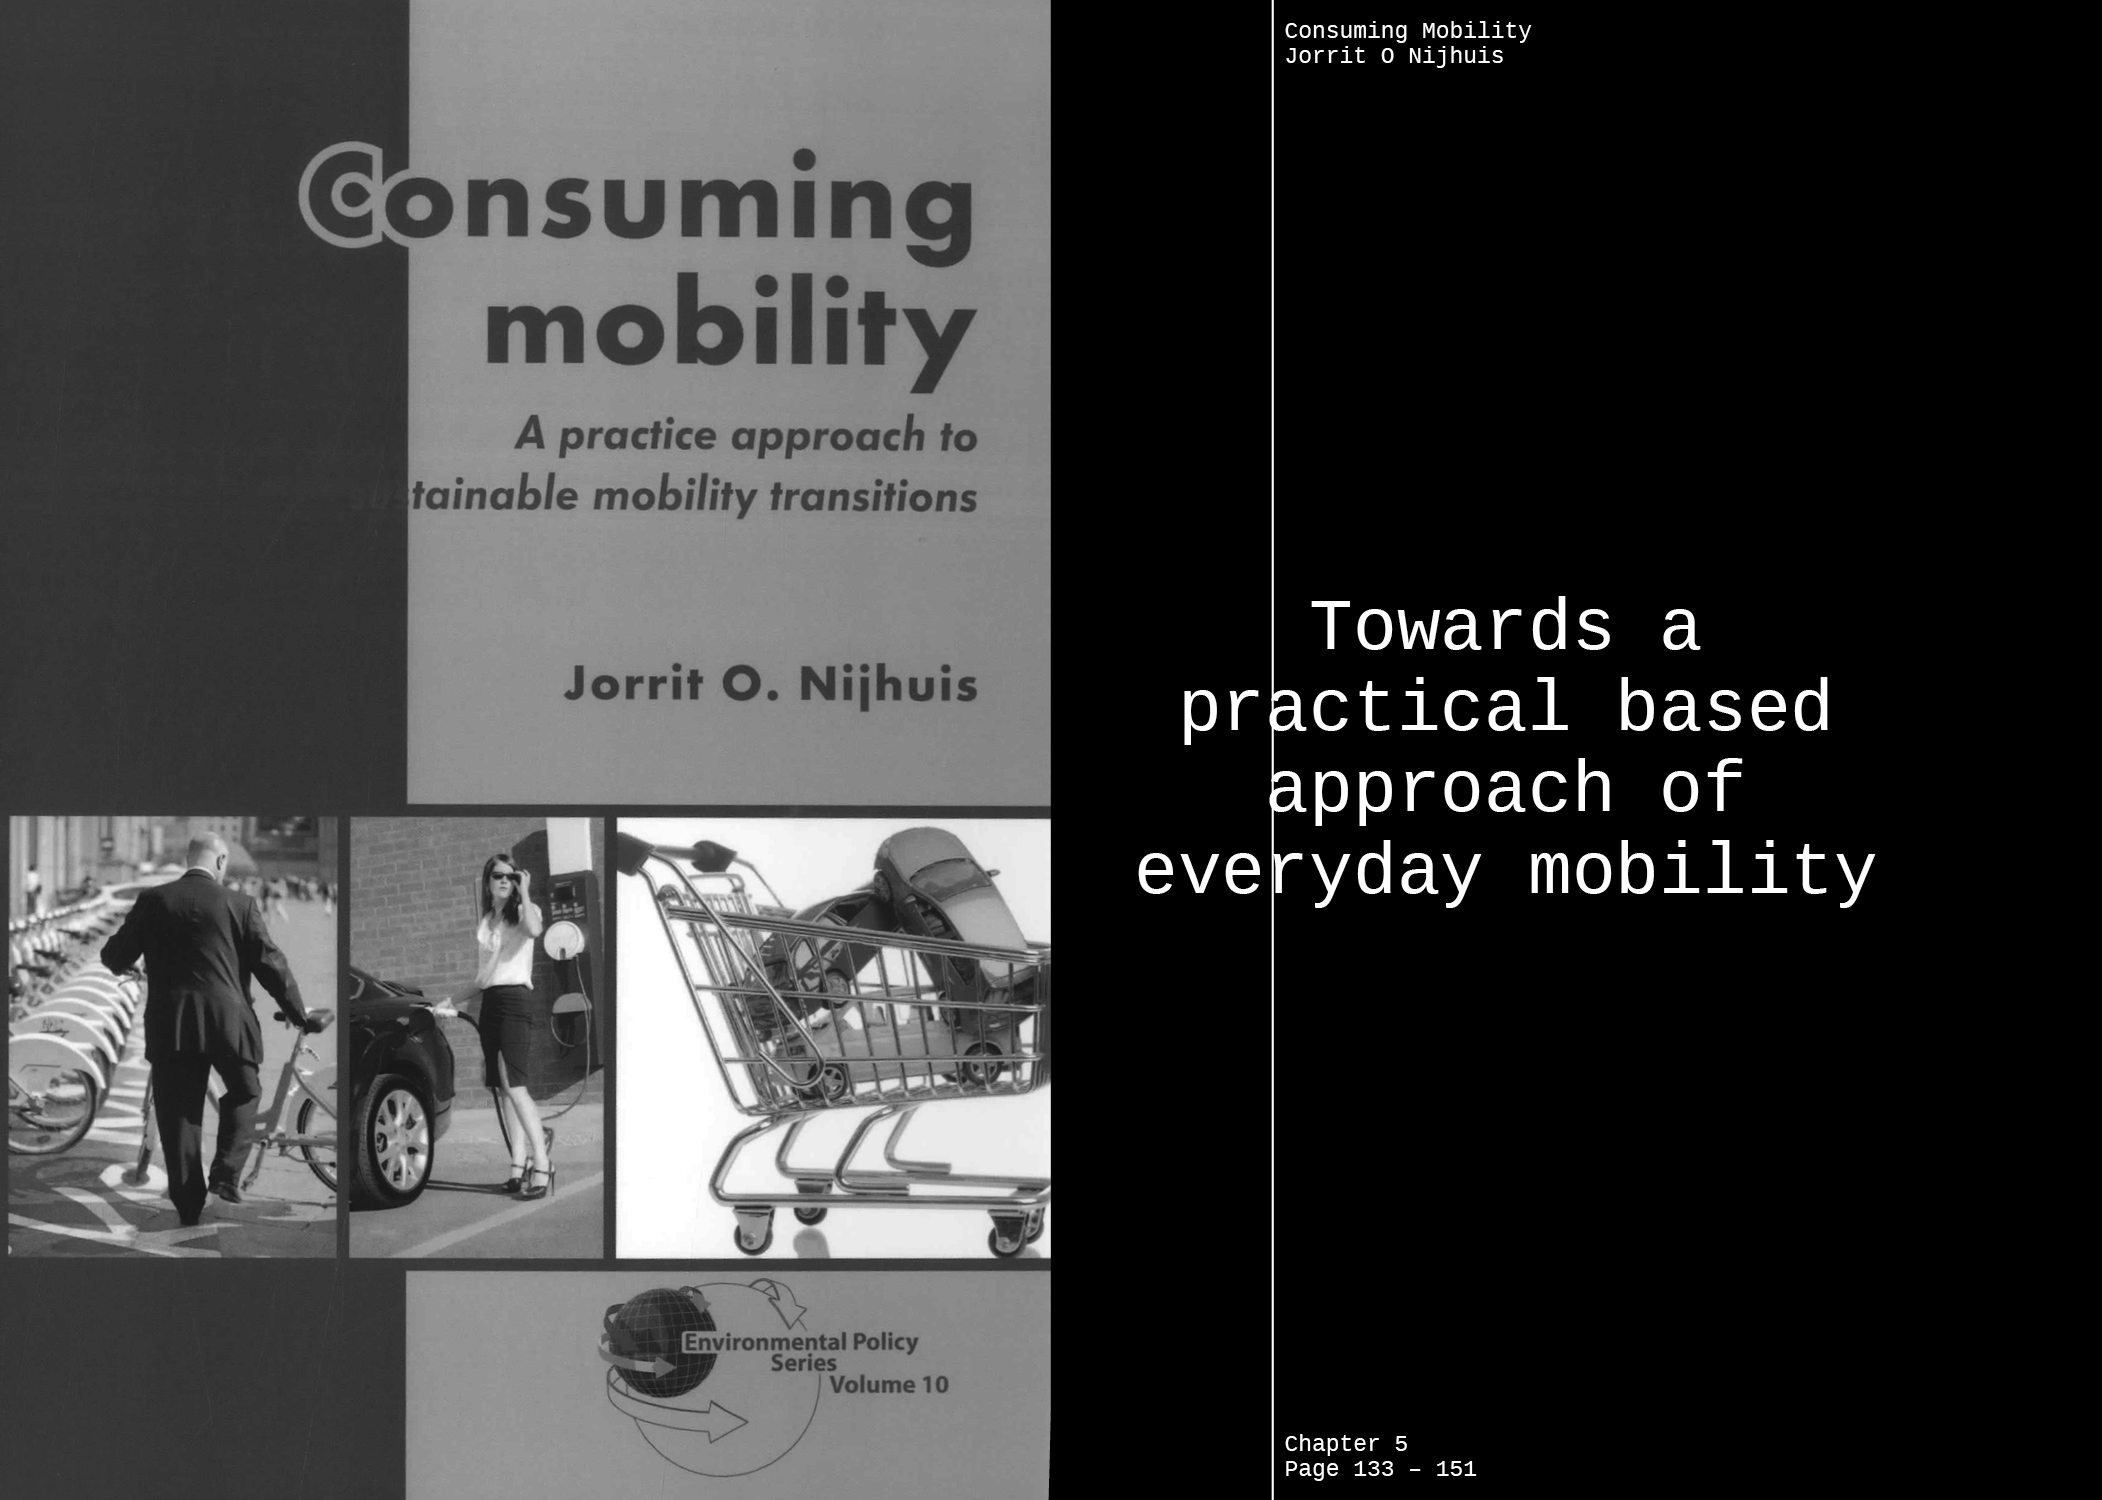 Consuming
mobility
A practice approach to
sustainable mobility transitions
Jorrit O. Nijhuis
Environmental Policy
Series
Volume 10
Consuming Mobility
Jorrit O Nijhuis
Towards a
practical based
approach of
everyday mobility
Chapter 5
Page 133 – 151